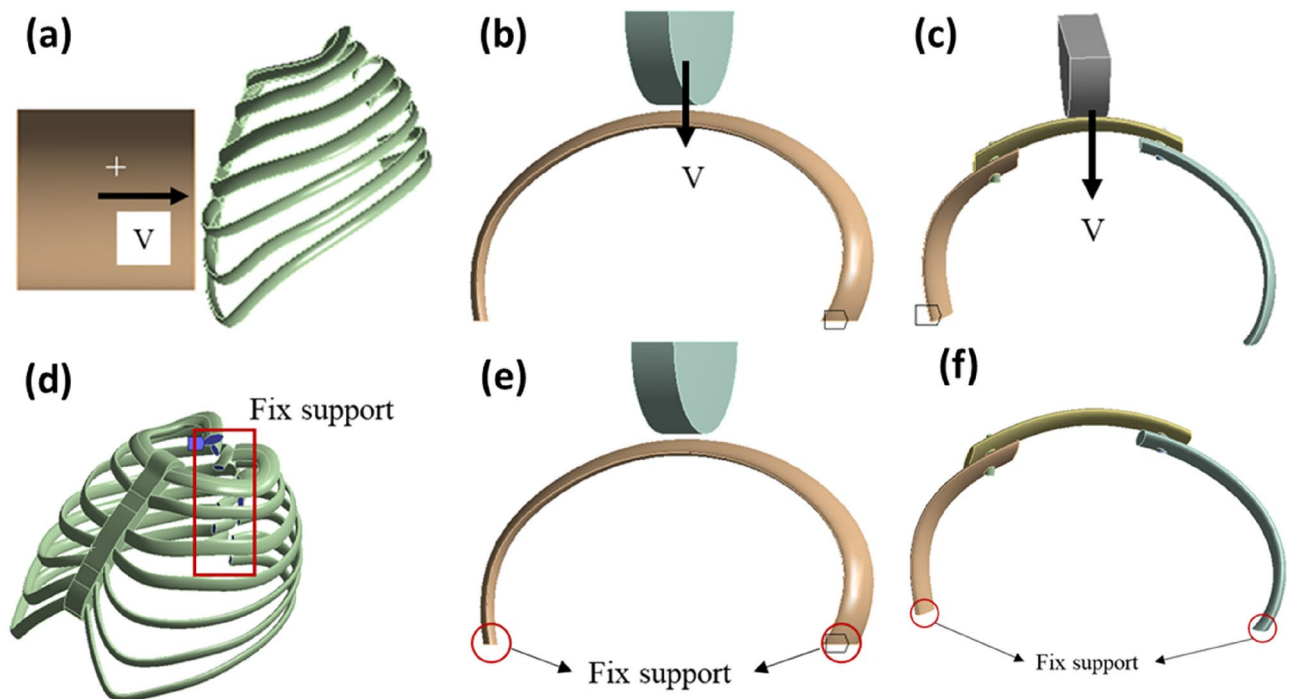 (a)
V
(b)
V
(c)
V
(d)
Fix support
(e)
Fix support
(f)
Fix support